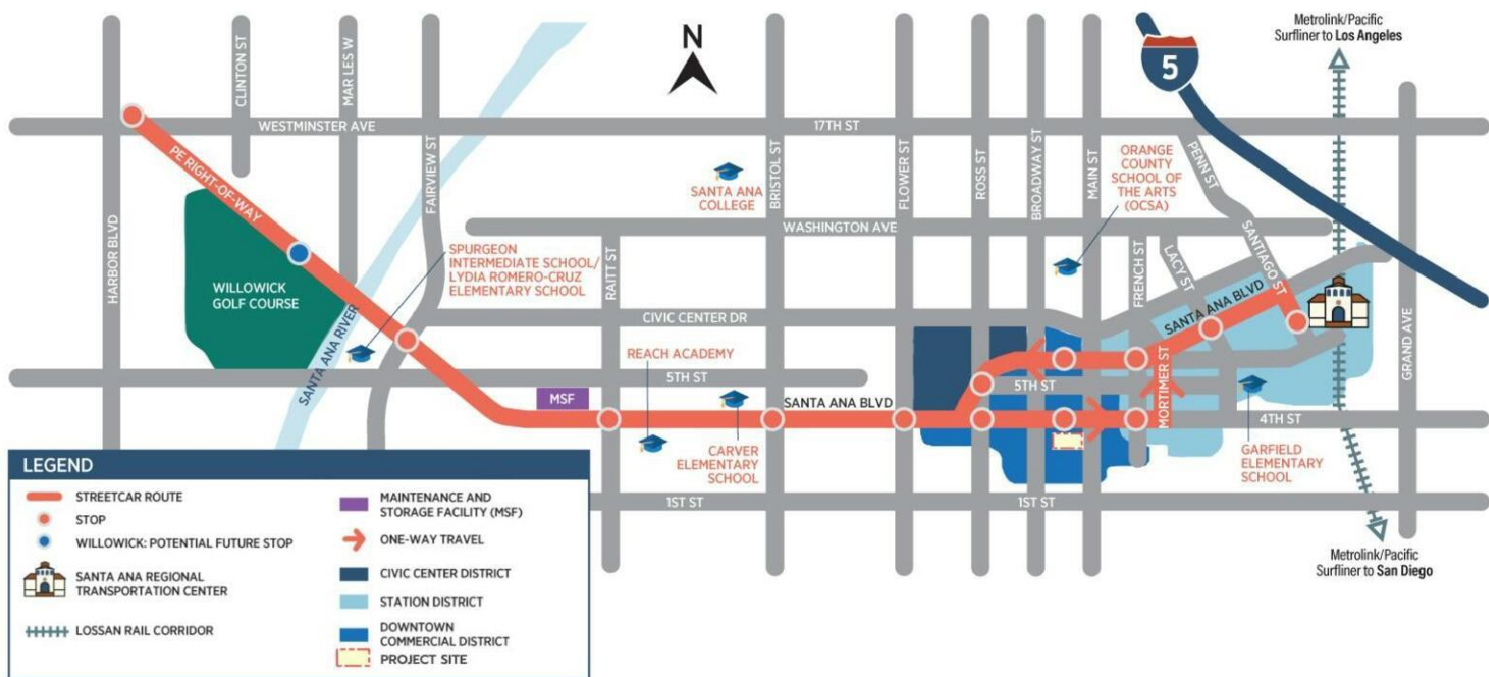 Metrolink/Pacific
Surfliner to Los Angeles
N
5
CLINTON ST
MAR LES W
WESTMINSTER AVE
17TH ST
PE RIGHT-OF-WAY
FAIRVIEW ST
SANTA ANA
COLLEGE
BRISTOL ST
FLOWER ST
ROSS ST
BROADWAY ST
MAIN ST
ORANGE
COUNTY
SCHOOL OF
THE ARTS
(OCSA)
PENN ST
HARBOR BLVD
WASHINGTON AVE
SPURGEON
INTERMEDIATE SCHOOL/
LYDIA ROMERO-CRUZ
ELEMENTARY SCHOOL
RAITT ST
FRENCH ST
LACY ST
SANTIAGO ST
WILLOWICK
GOLF COURSE
SANTA ANA RIVER
CIVIC CENTER DR
SANTA ANA BLVD
GRAND AVE
REACH ACADEMY
5TH ST
5TH ST
MORTIMER ST
MSF
SANTA ANA BLVD
4TH ST
CARVER
ELEMENTARY
SCHOOL
GARFIELD
ELEMENTARY
SCHOOL
1ST ST
1ST ST
Metrolink/Pacific
Surfliner to San Diego
LEGEND
STREETCAR ROUTE
STOP
WILLOWICK: POTENTIAL FUTURE STOP
SANTA ANA REGIONAL
TRANSPORTATION CENTER
LOSSAN RAIL CORRIDOR
MAINTENANCE AND
STORAGE FACILITY (MSF)
ONE-WAY TRAVEL
CIVIC CENTER DISTRICT
STATION DISTRICT
DOWNTOWN
COMMERCIAL DISTRICT
PROJECT SITE